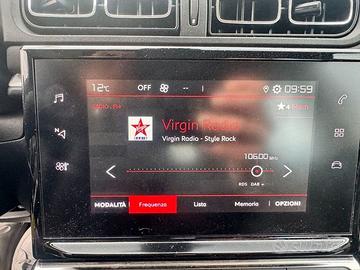 12°C OFF -- 09:59
Virgin Radio
Virgin Radio - Style Rock
106.00 MHz
RDS DAB
MODALITÀ Frequenza Lista Memoria OPZIONI